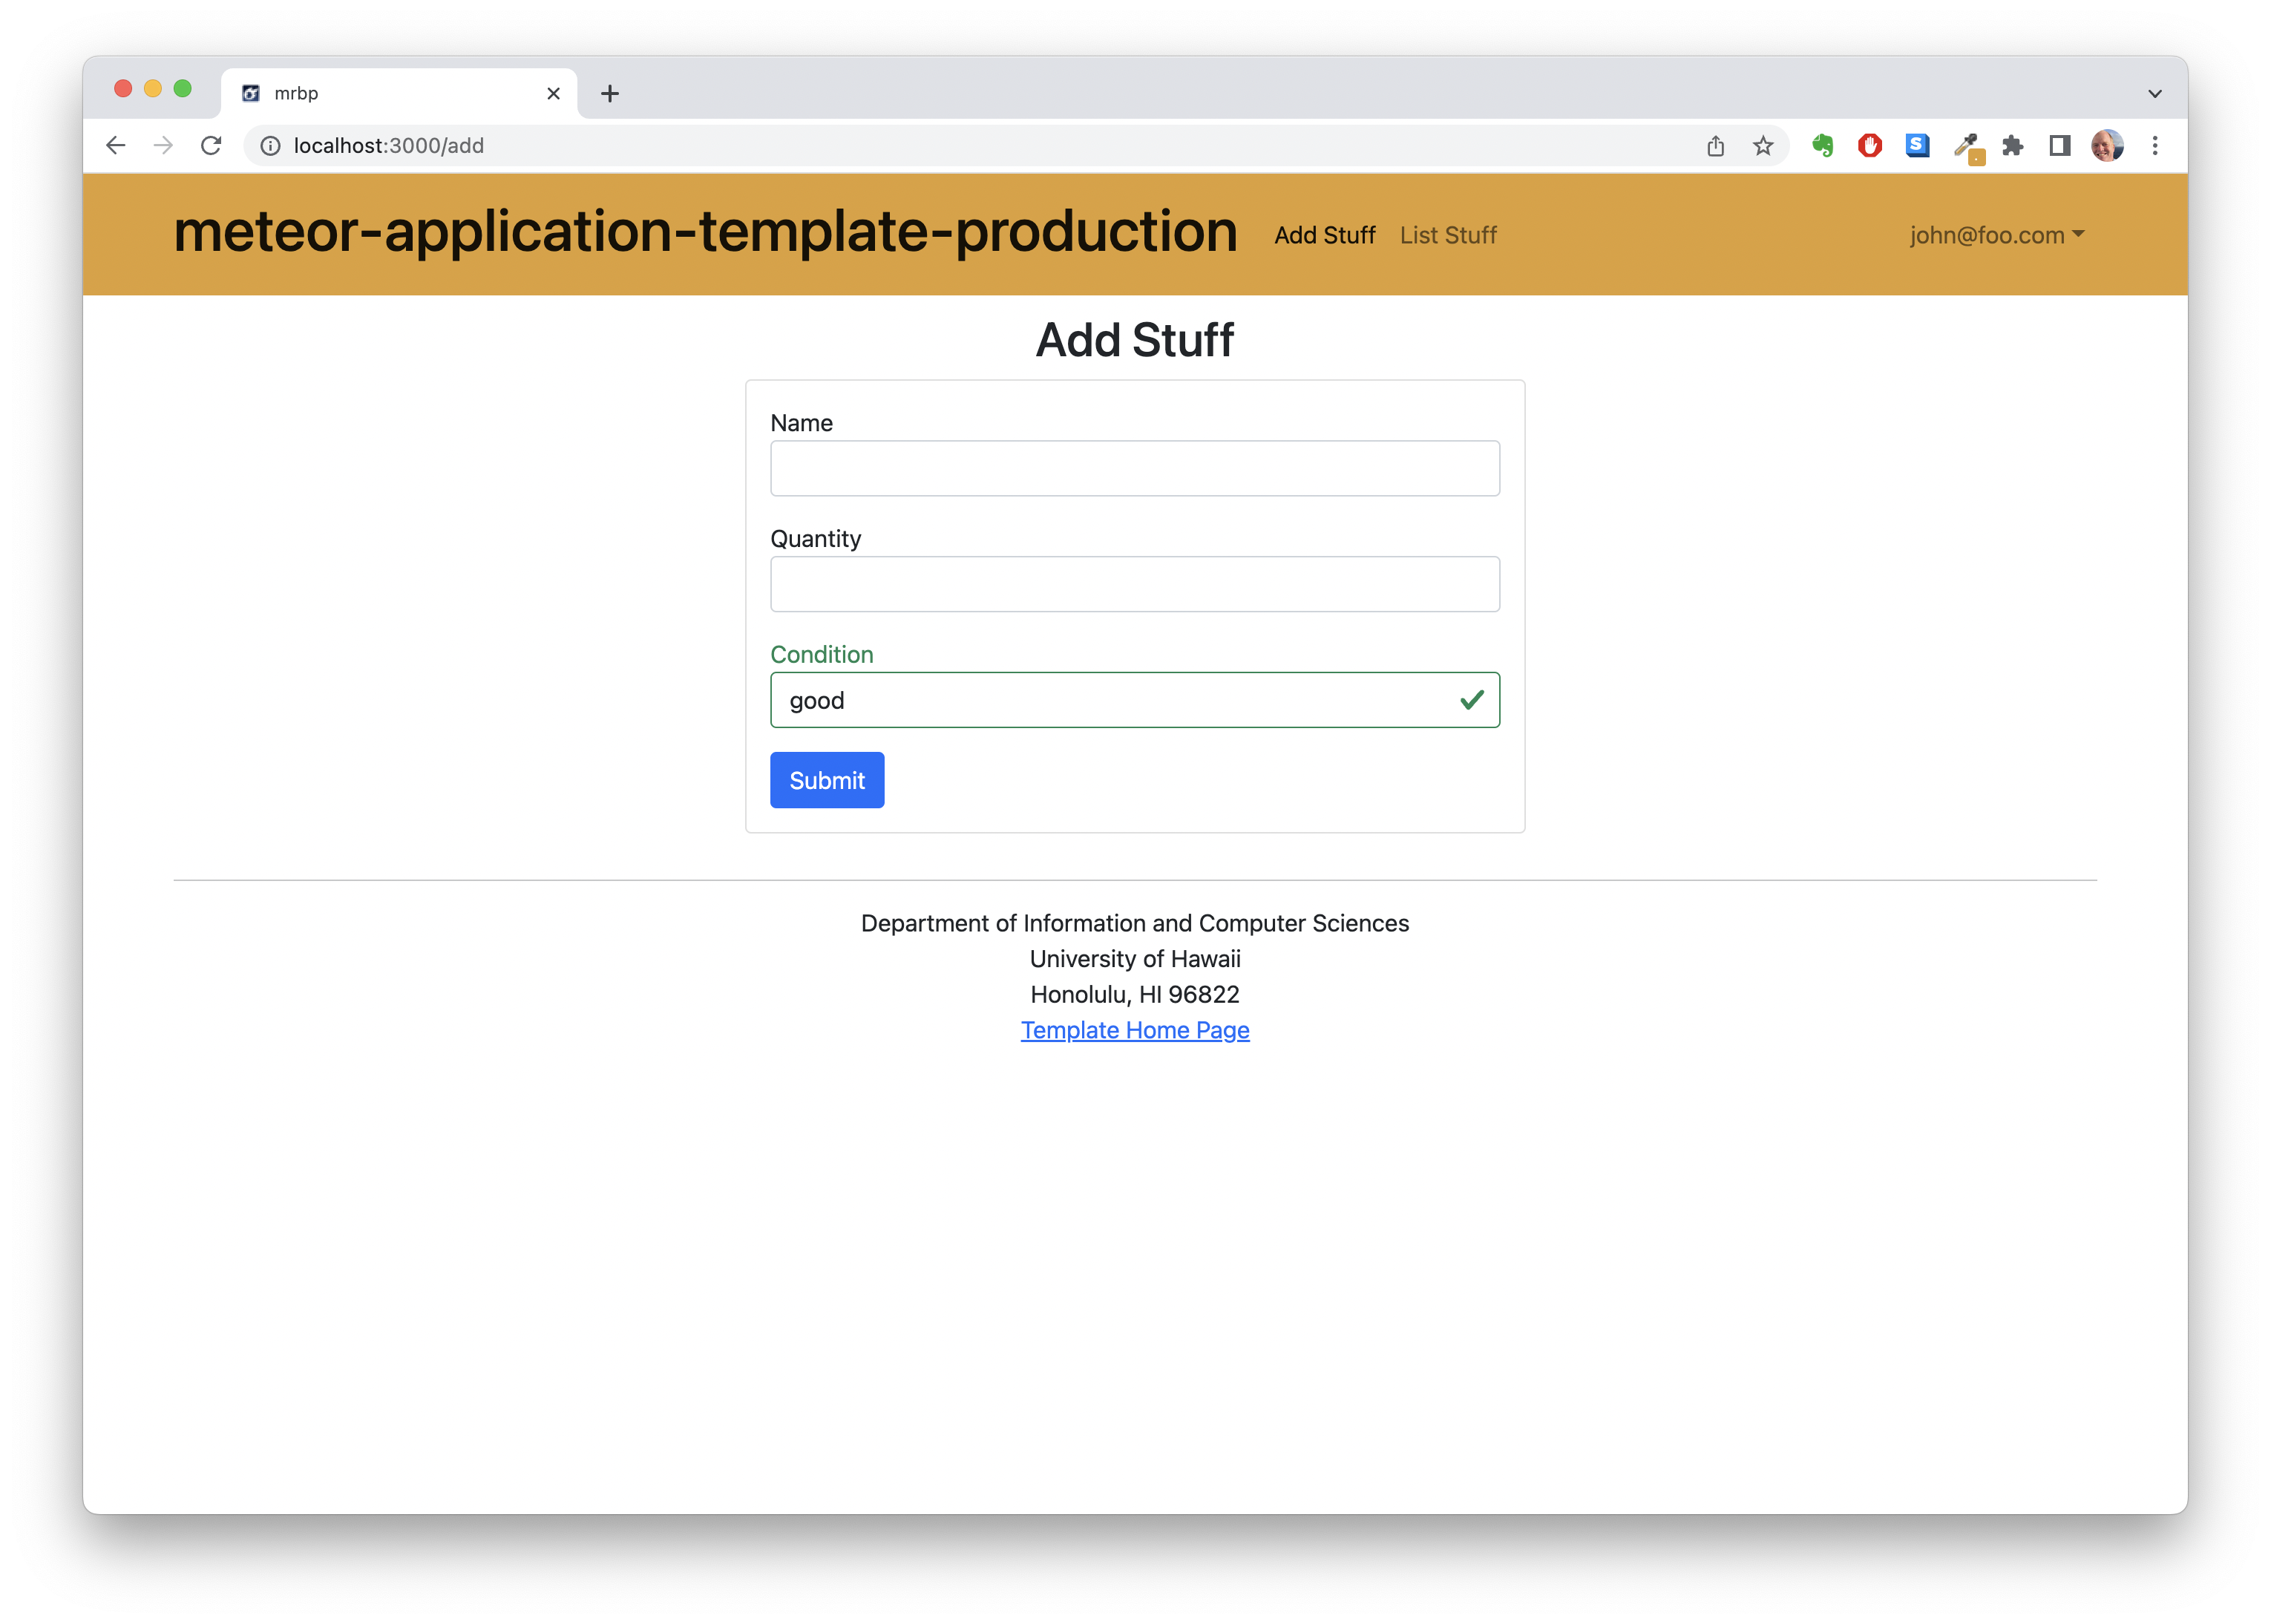 mrbp
localhost:3000/add
S
meteor-application-template-production Add Stuff List Stuff john@foo.com
Add Stuff
Name
Quantity
Condition
good
Submit
Department of Information and Computer Sciences
University of Hawaii
Honolulu, HI 96822
Template Home Page